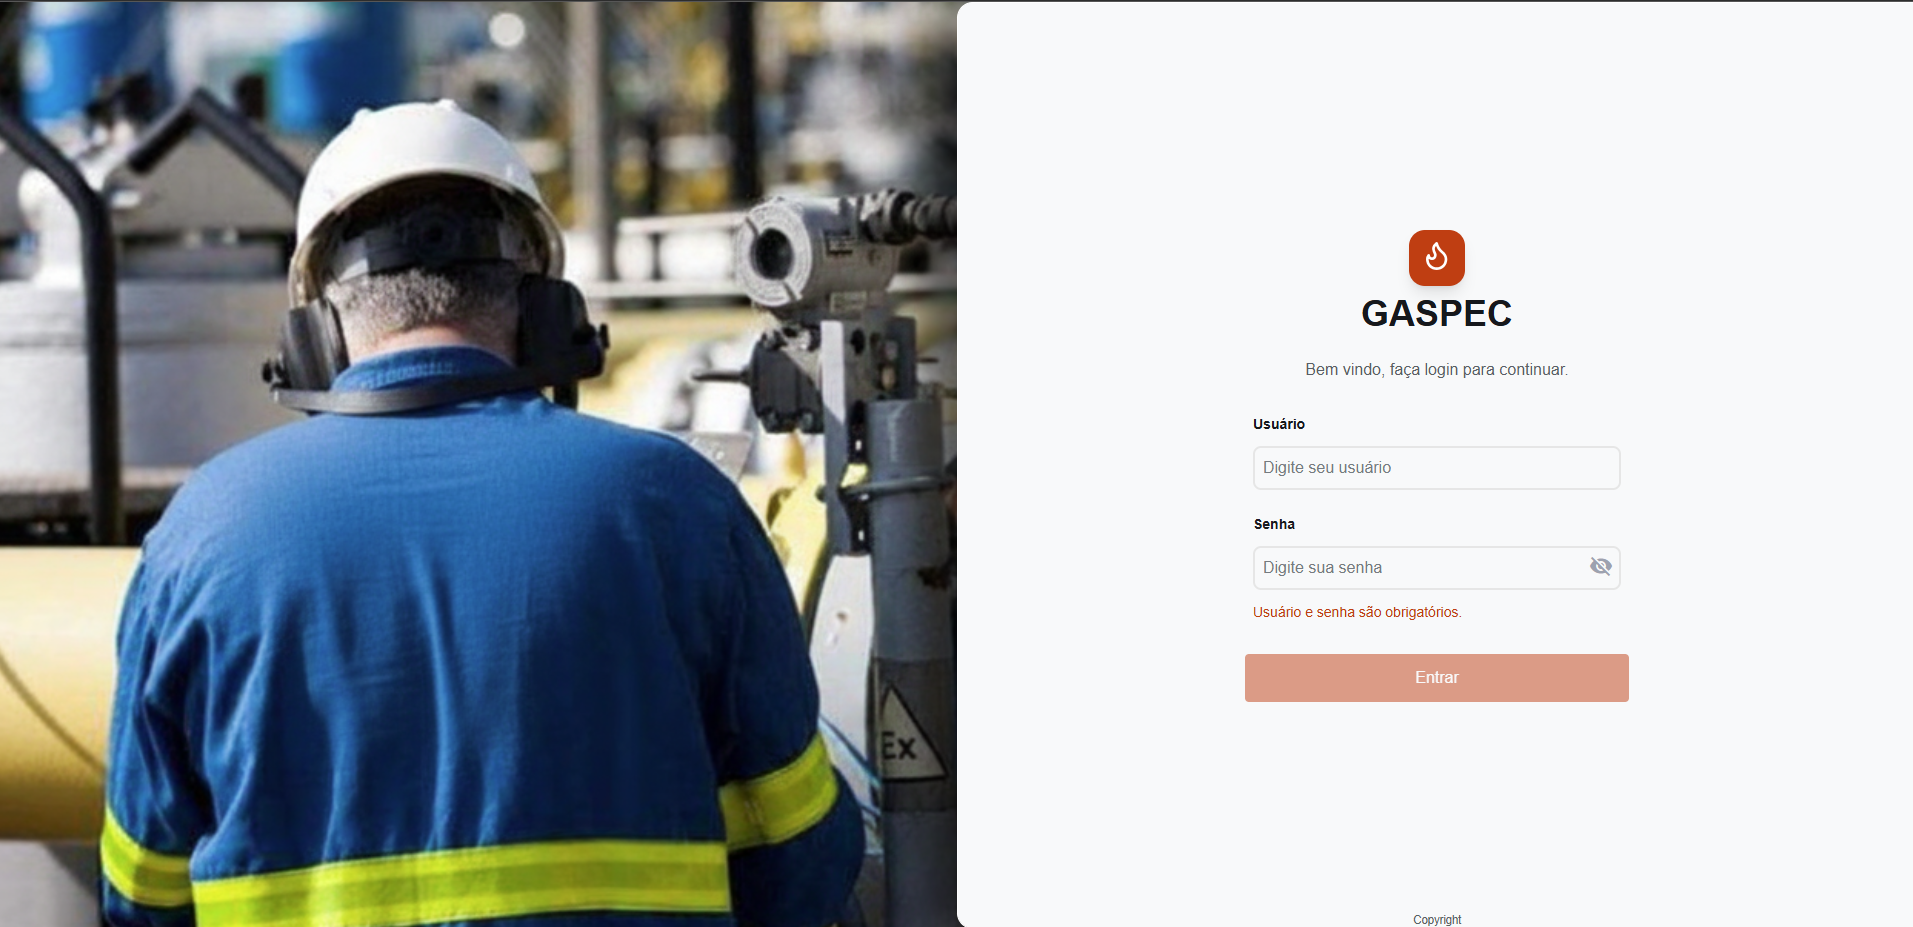 GASPEC
Bem vindo, faça login para continuar.
Usuário
Digite seu usuário
Senha
Digite sua senha
Usuário e senha são obrigatórios.
Entrar
Ex
Copyright